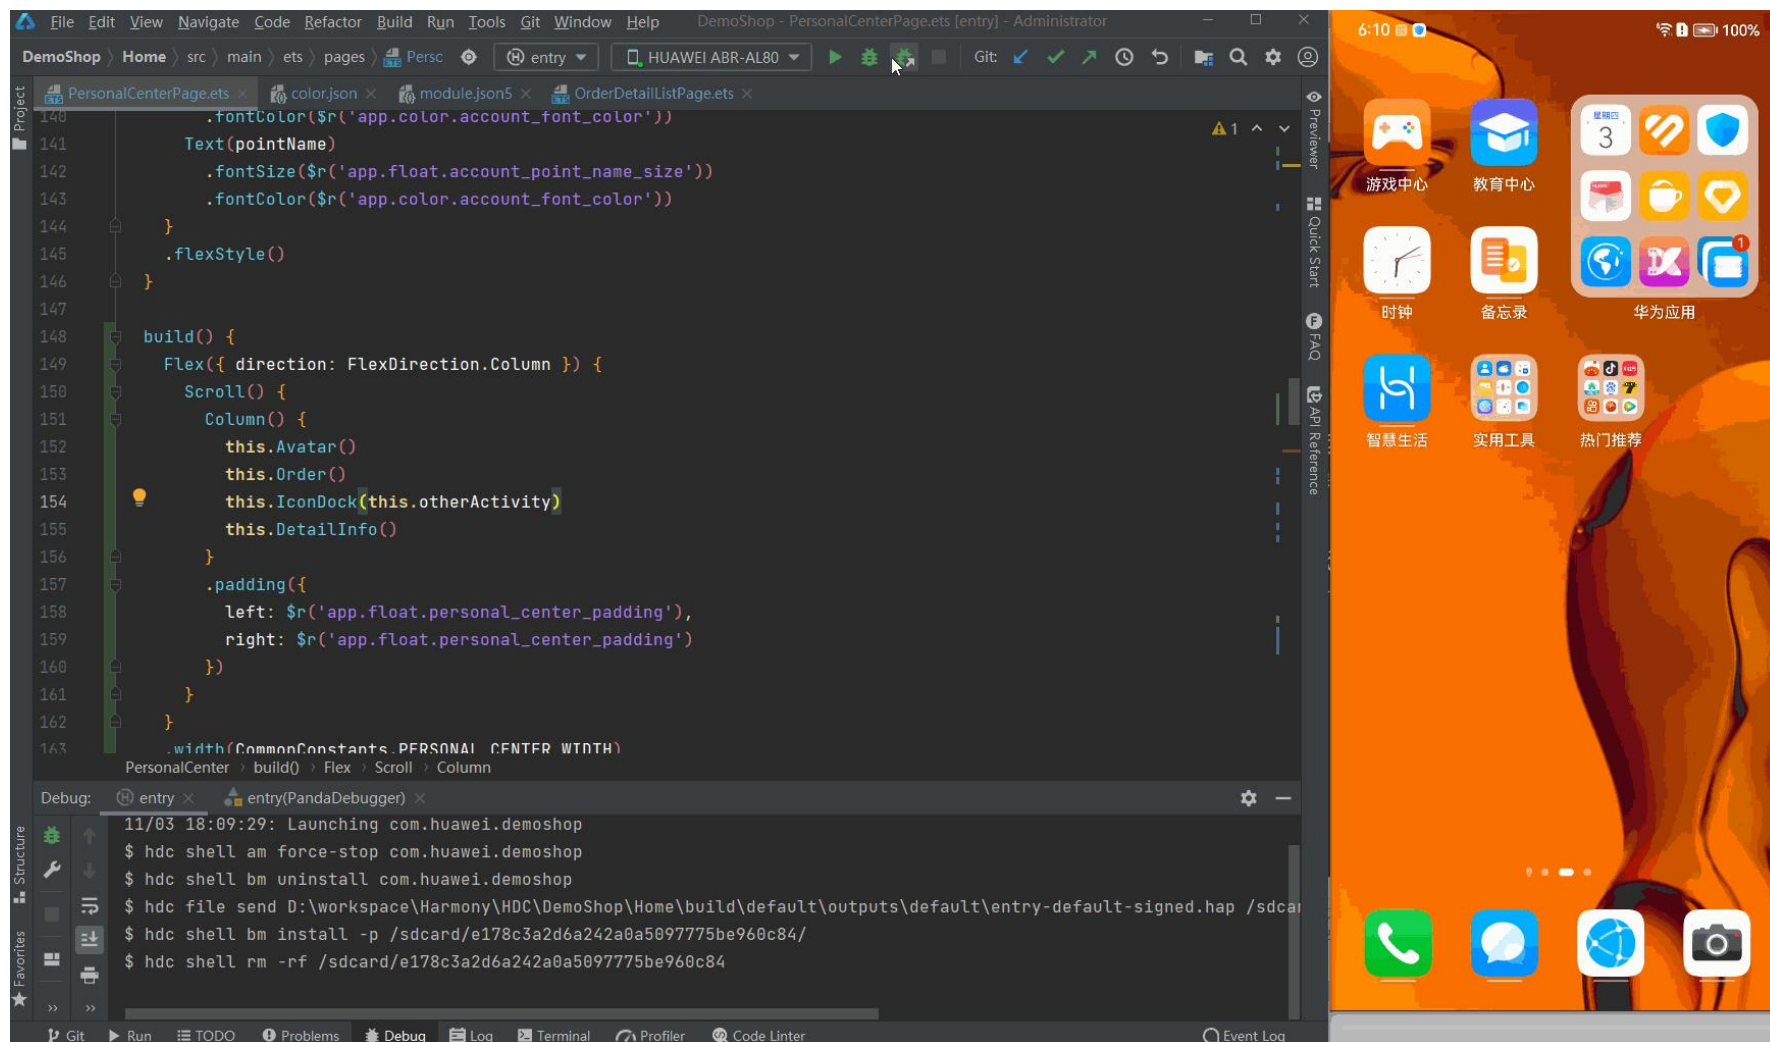 File Edit View Navigate Code Refactor Build Run Tools Git Window Help DemoShop - PersonalCenterPage.ets [entry] - Administrator
DemoShop Home src main ets pages Persc entry HUAWEI ABR-AL80 Git:
PersonalCenterPage.ets color.json module.json5 OrderDetailListPage.ets
Project
140 .fontColor($r('app.color.account_font_color'))
141 Text(pointName)
142 .fontSize($r('app.float.account_point_name_size'))
143 .fontColor($r('app.color.account_font_color'))
144 }
145 .flexStyle()
146 }
147
148 build() {
149 Flex({ direction: FlexDirection.Column }) {
150 Scroll() {
151 Column() {
152 this.Avatar()
153 this.Order()
154 this.IconDock(this.otherActivity)
155 this.DetailInfo()
156 }
157 .padding({
158 left: $r('app.float.personal_center_padding'),
159 right: $r('app.float.personal_center_padding')
160 })
161 }
162 }
163 .width(CommonConstants.PERSONAL_CENTER_WIDTH)
1
Previewer
Quick Start
FAQ
API Reference
PersonalCenter build() Flex Scroll Column
Debug: entry entry(PandaDebugger)
Structure
Favorites
11/03 18:09:29: Launching com.huawei.demoshop
$ hdc shell am force-stop com.huawei.demoshop
$ hdc shell bm uninstall com.huawei.demoshop
$ hdc file send D:\workspace\Harmony\HDC\DemoShop\Home\build\default\outputs\default\entry-default-signed.hap /sdcar
$ hdc shell bm install -p /sdcard/e178c3a2d6a242a0a5097775be960c84/
$ hdc shell rm -rf /sdcard/e178c3a2d6a242a0a5097775be960c84
Git Run TODO Problems Debug Log Terminal Profiler Code Linter Event Log
6:10 100%
星期四
3
游戏中心 教育中心
1
时钟 备忘录 华为应用
智慧生活 实用工具 热门推荐